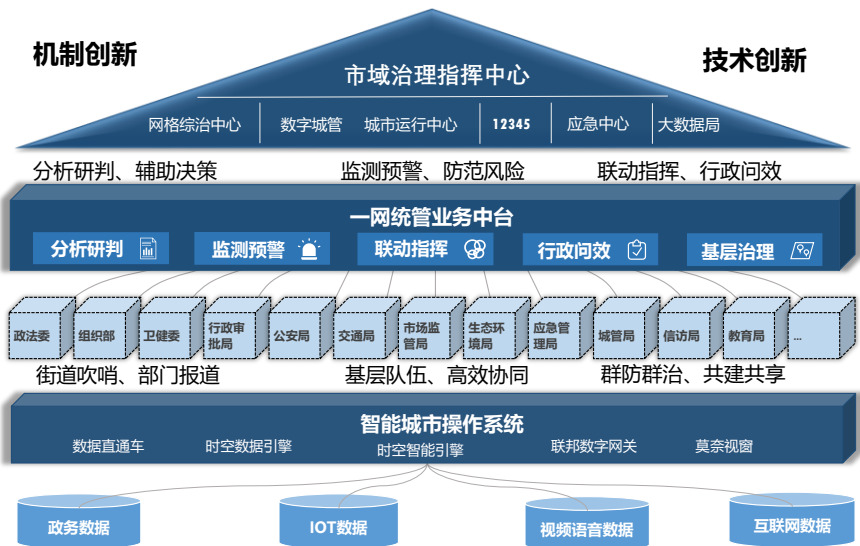 机制创新
技术创新
市域治理指挥中心
网格综治中心 数字城管 城市运行中心 12345 应急中心 大数据局
分析研判、辅助决策 监测预警、防范风险 联动指挥、行政问效
一网统管业务中台
分析研判 监测预警 联动指挥 行政问效 基层治理
政法委 组织部 卫健委 行政审批局 公安局 交通局 市场监管局 生态环境局 应急管理局 城管局 信访局 教育局 ...
街道吹哨、部门报道 基层队伍、高效协同 群防群治、共建共享
智能城市操作系统
数据直通车 时空数据引擎 时空智能引擎 联邦数字网关 莫奈视窗
政务数据 IOT数据 视频语音数据 互联网数据